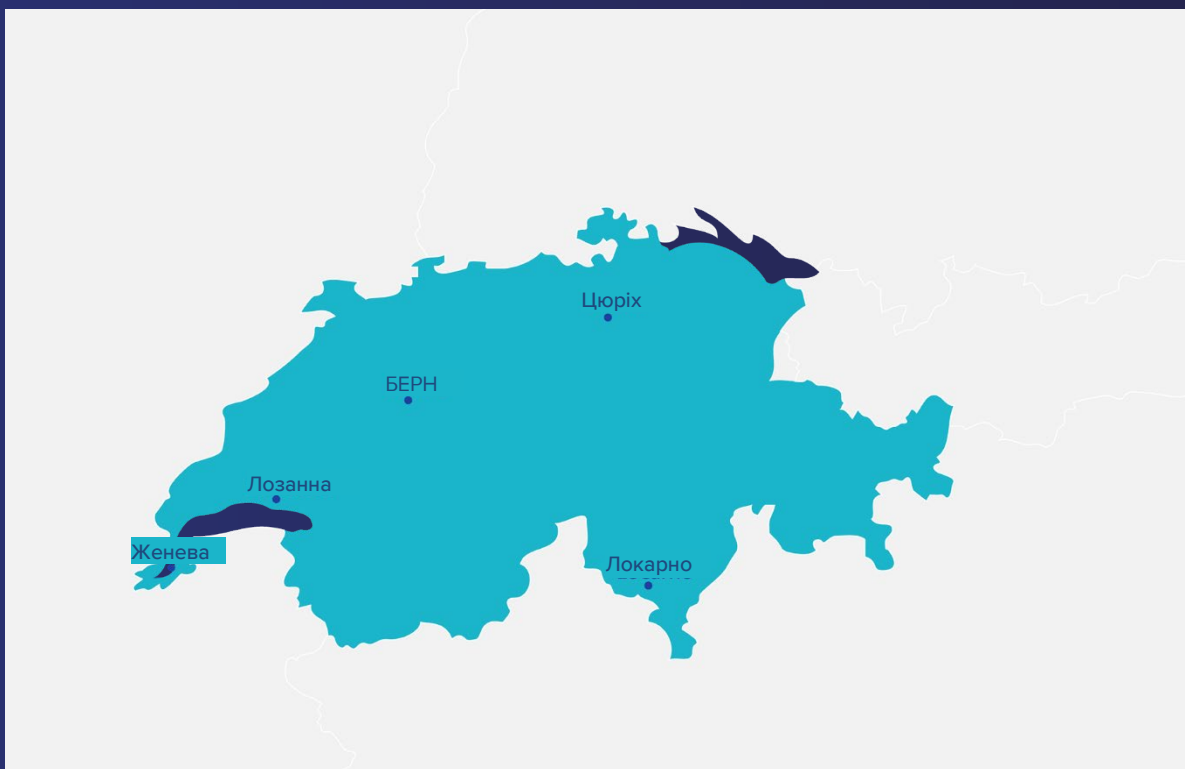 Цюріх
БЕРН
Лозанна
Женева
Локарно